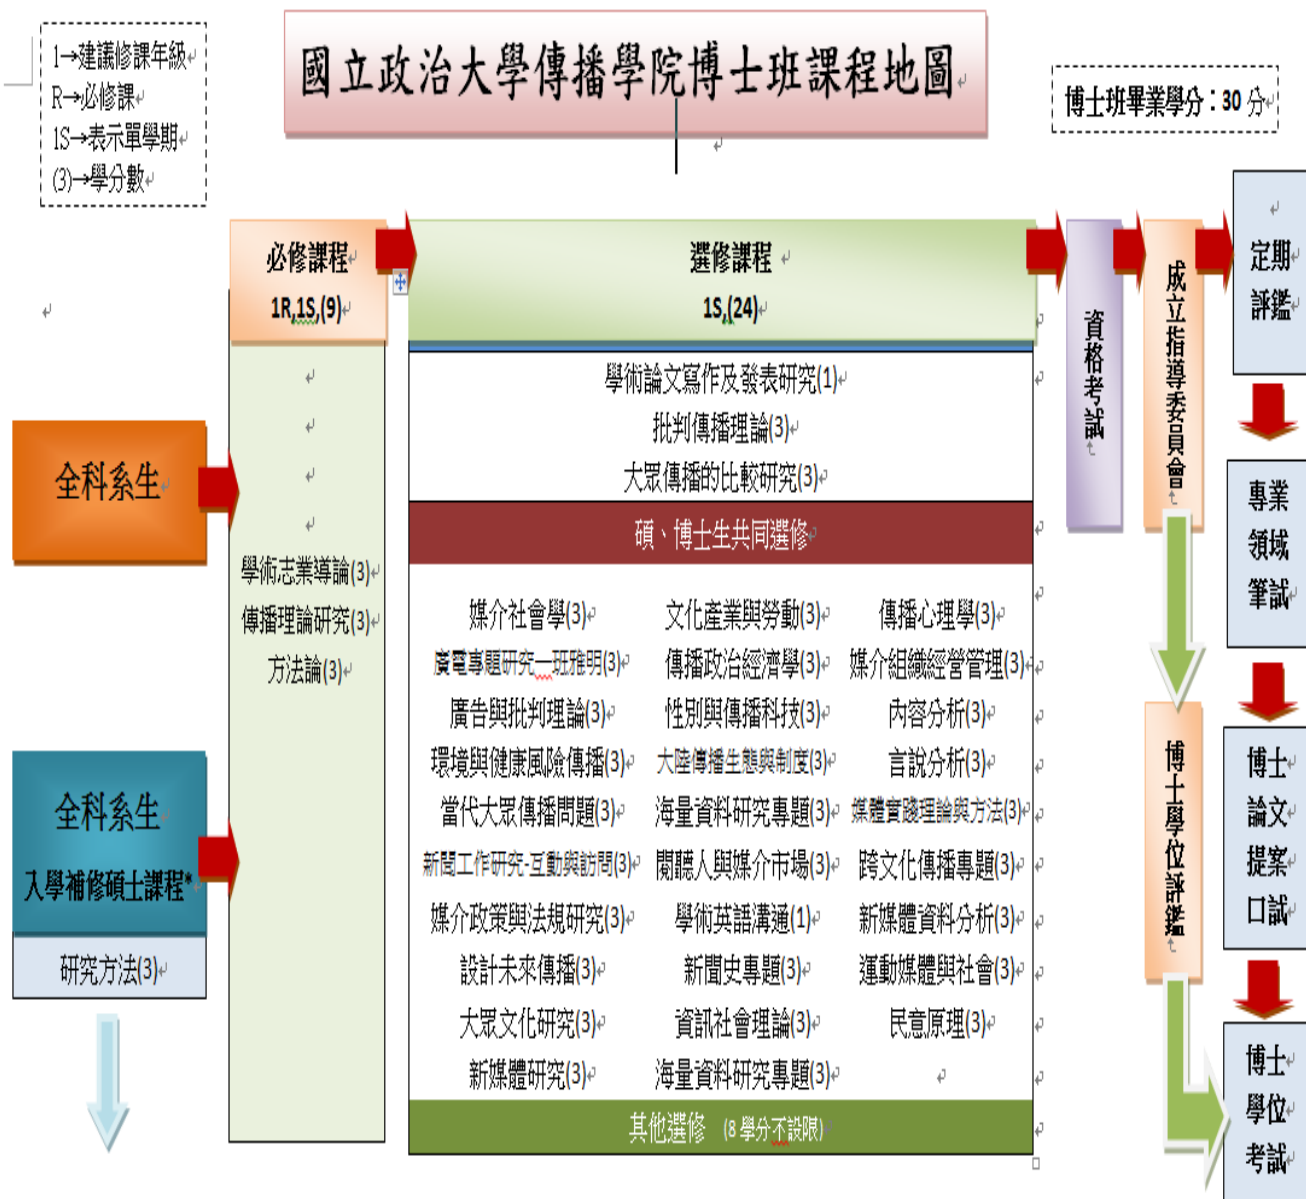 1→建議修課年級
R→必修課
1S→表示單學期
(3)→學分數
國立政治大學傳播學院博士班課程地圖
博士班畢業學分：30 分
全科系生
全科系生
入學補修碩士課程*
研究方法(3)
必修課程
1R,1S,(9)
學術志業導論(3)
傳播理論研究(3)
方法論(3)
選修課程
1S,(24)
學術論文寫作及發表研究(1)
批判傳播理論(3)
大眾傳播的比較研究(3)
碩、博士生共同選修
媒介社會學(3) 文化產業與勞動(3) 傳播心理學(3)
廣電專題研究—班雅明(3) 傳播政治經濟學(3) 媒介組織經營管理(3)
廣告與批判理論(3) 性別與傳播科技(3) 內容分析(3)
環境與健康風險傳播(3) 大陸傳播生態與制度(3) 言說分析(3)
當代大眾傳播問題(3) 海量資料研究專題(3) 媒體實踐理論與方法(3)
新聞工作研究-互動與訪問(3) 閱聽人與媒介市場(3) 跨文化傳播專題(3)
媒介政策與法規研究(3) 學術英語溝通(1) 新媒體資料分析(3)
設計未來傳播(3) 新聞史專題(3) 運動媒體與社會(3)
大眾文化研究(3) 資訊社會理論(3) 民意原理(3)
新媒體研究(3) 海量資料研究專題(3)
其他選修 (8 學分不設限)
資格考試
成立指導委員會
博士學位評鑑
定期
評鑑
專業
領域
筆試
博士
論文
提案
口試
博士
學位
考試